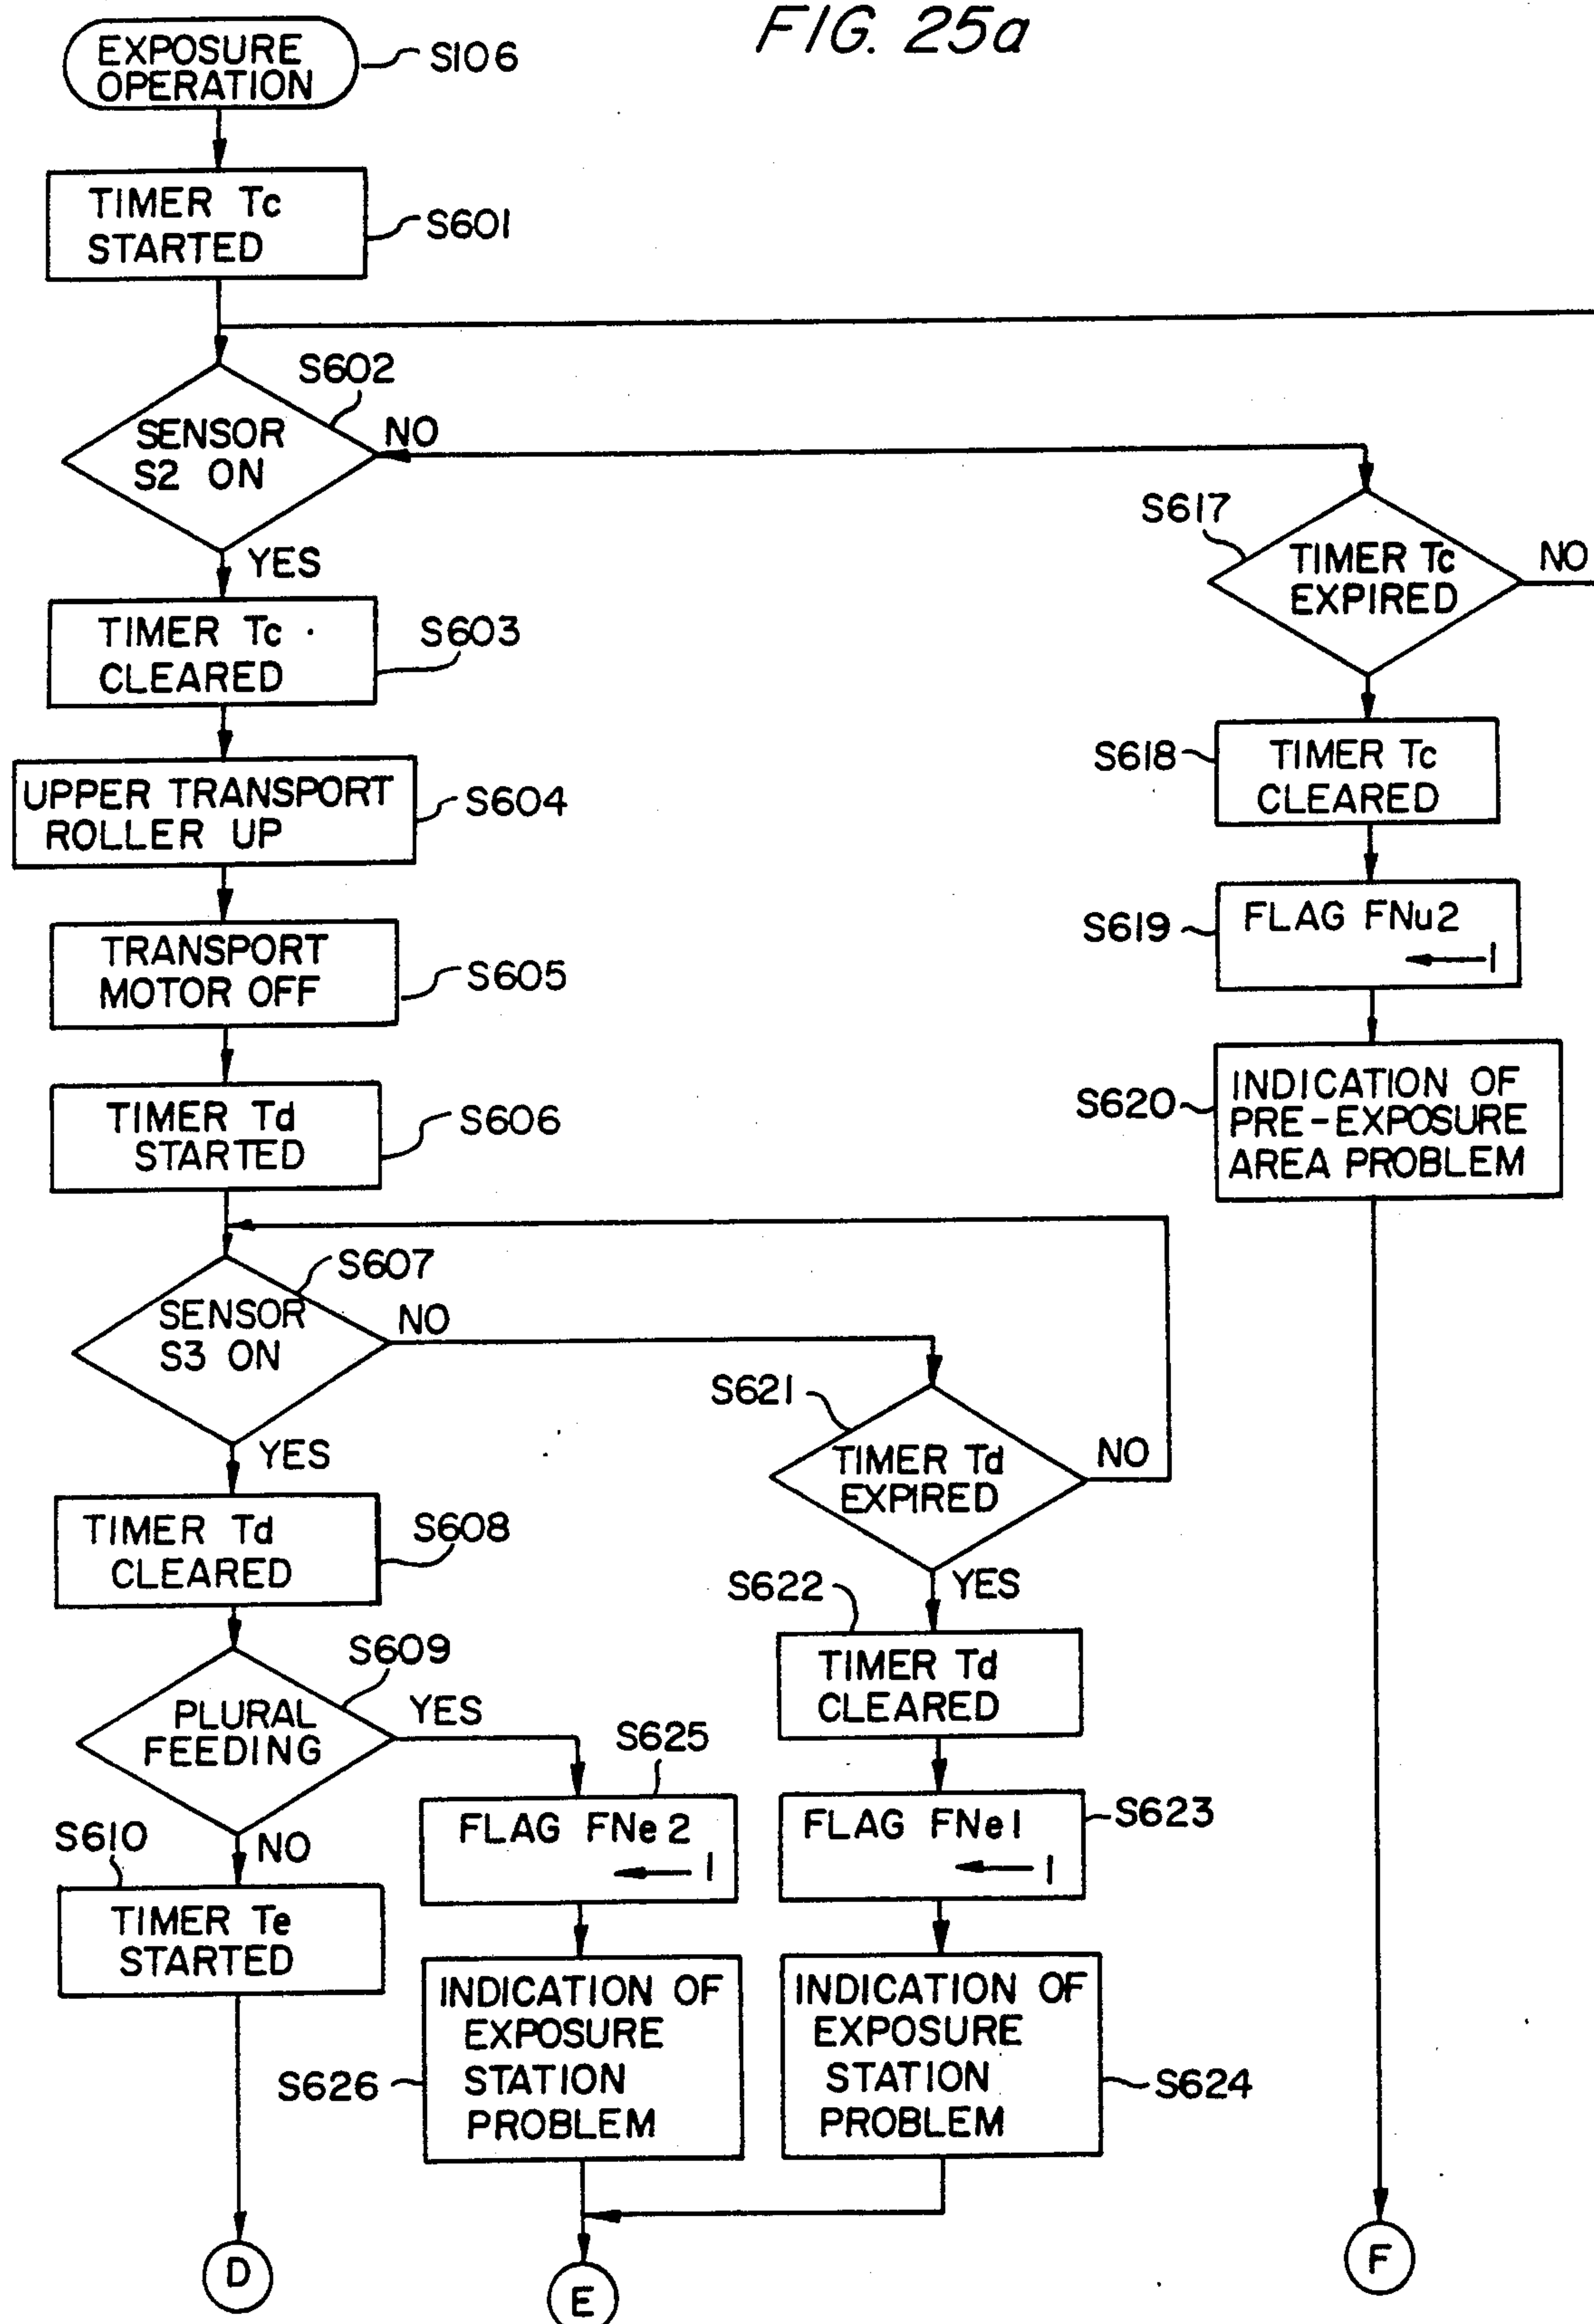 FIG. 25a
EXPOSURE
OPERATION
S106
TIMER Tc
STARTED
S601
S602
SENSOR
S2 ON
NO
YES
S617
TIMER Tc
EXPIRED
NO
TIMER Tc
CLEARED
S603
S618
TIMER Tc
CLEARED
UPPER TRANSPORT
ROLLER UP
S604
S619
FLAG FNu2
←1
TRANSPORT
MOTOR OFF
S605
S620
INDICATION OF
PRE-EXPOSURE
AREA PROBLEM
TIMER Td
STARTED
S606
S607
SENSOR
S3 ON
NO
YES
S621
TIMER Td
EXPIRED
NO
YES
TIMER Td
CLEARED
S608
S622
TIMER Td
CLEARED
S609
PLURAL
FEEDING
YES
NO
S625
FLAG FNe2
←1
FLAG FNe1
←1
S623
S610
TIMER Te
STARTED
S626
INDICATION OF
EXPOSURE
STATION
PROBLEM
INDICATION OF
EXPOSURE
STATION
PROBLEM
S624
D
E
F